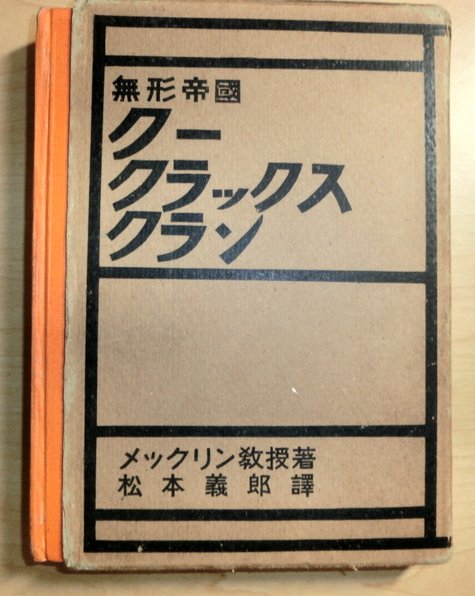 無形帝國
クー
クラックス
クラン
メックリン教授著
松本義郎譯